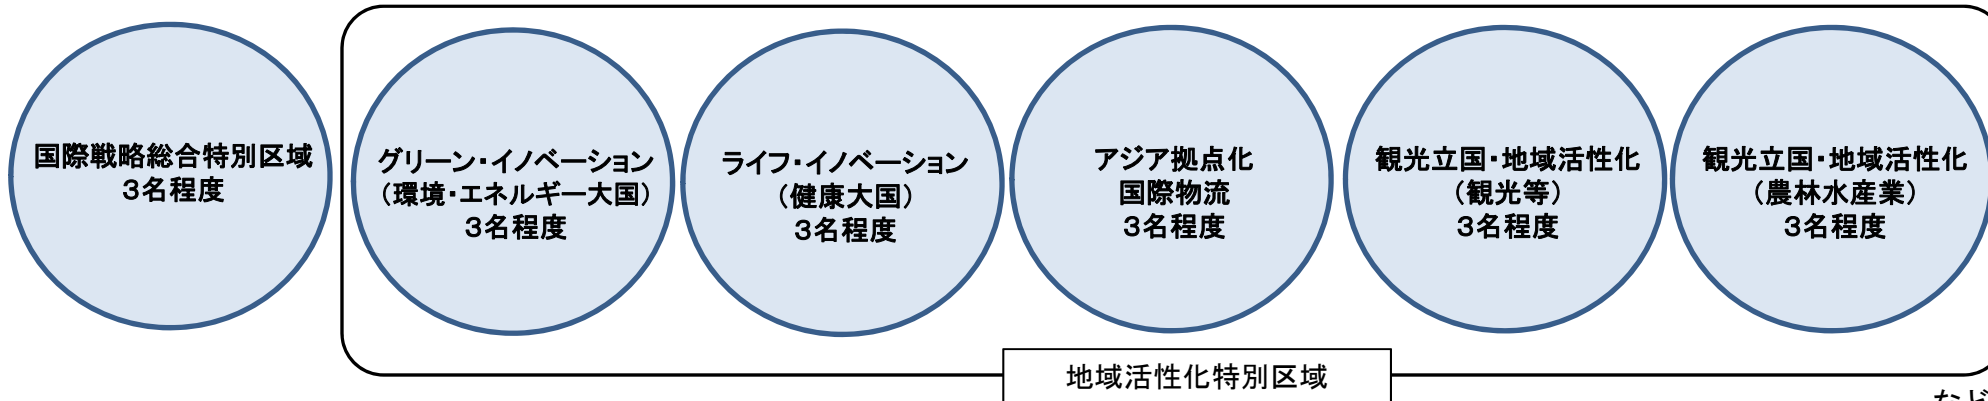 国際戦略総合特別区域
３名程度
グリーン・イノベーション
（環境・エネルギー大国）
３名程度
ライフ・イノベーション
（健康大国）
３名程度
アジア拠点化
国際物流
３名程度
観光立国・地域活性化
（観光等）
３名程度
観光立国・地域活性化
（農林水産業）
３名程度
地域活性化特別区域
など